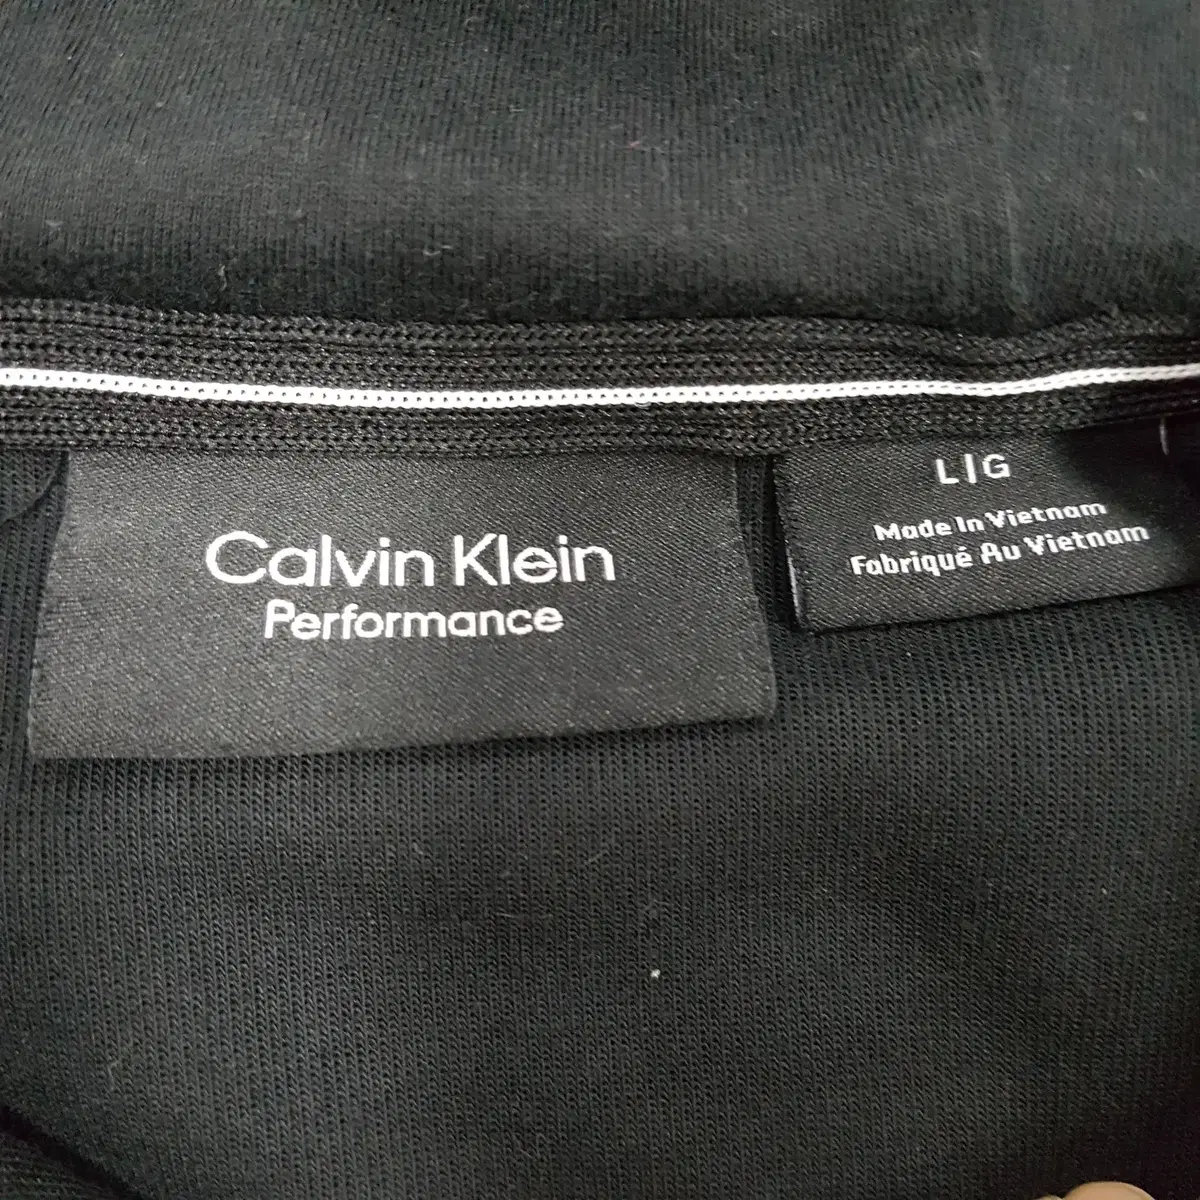 Calvin Klein
Performance
L|G
Made In Vietnam
Fabriqué Au Vietnam